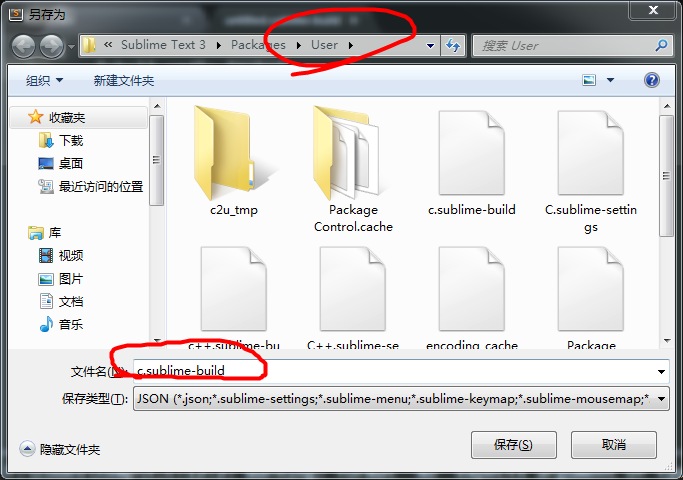 另存为
« Sublime Text 3 ▸ Packages ▸ User ▸
搜索 User
组织 ▼
新建文件夹
收藏夹
下载
桌面
最近访问的位置
库
视频
图片
文档
音乐
c2u_tmp
Package
Control.cache
c.sublime-build
C.sublime-settin
gs
c++.sublime-bu
C++.sublime-se
encoding_cache
Package
文件名(N): c.sublime-build
保存类型(T): JSON (*.json;*.sublime-settings;*.sublime-menu;*.sublime-keymap;*.sublime-mousemap;*
隐藏文件夹
保存(S)
取消